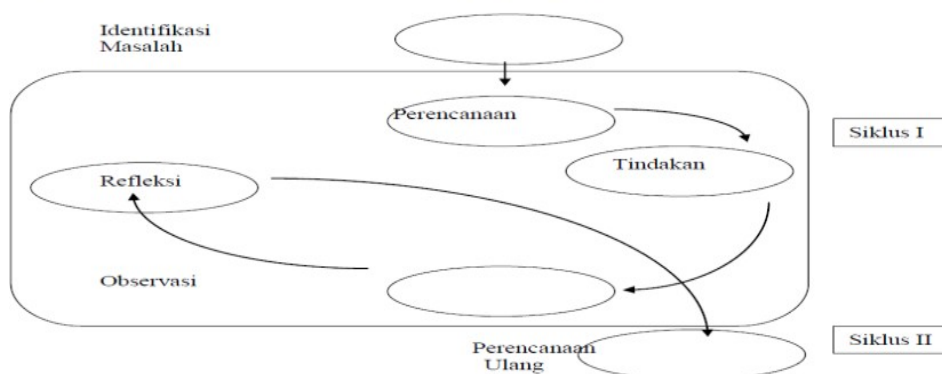 Identifikasi
Masalah
Perencanaan
Siklus I
Tindakan
Refleksi
Observasi
Perencanaan
Ulang
Siklus II